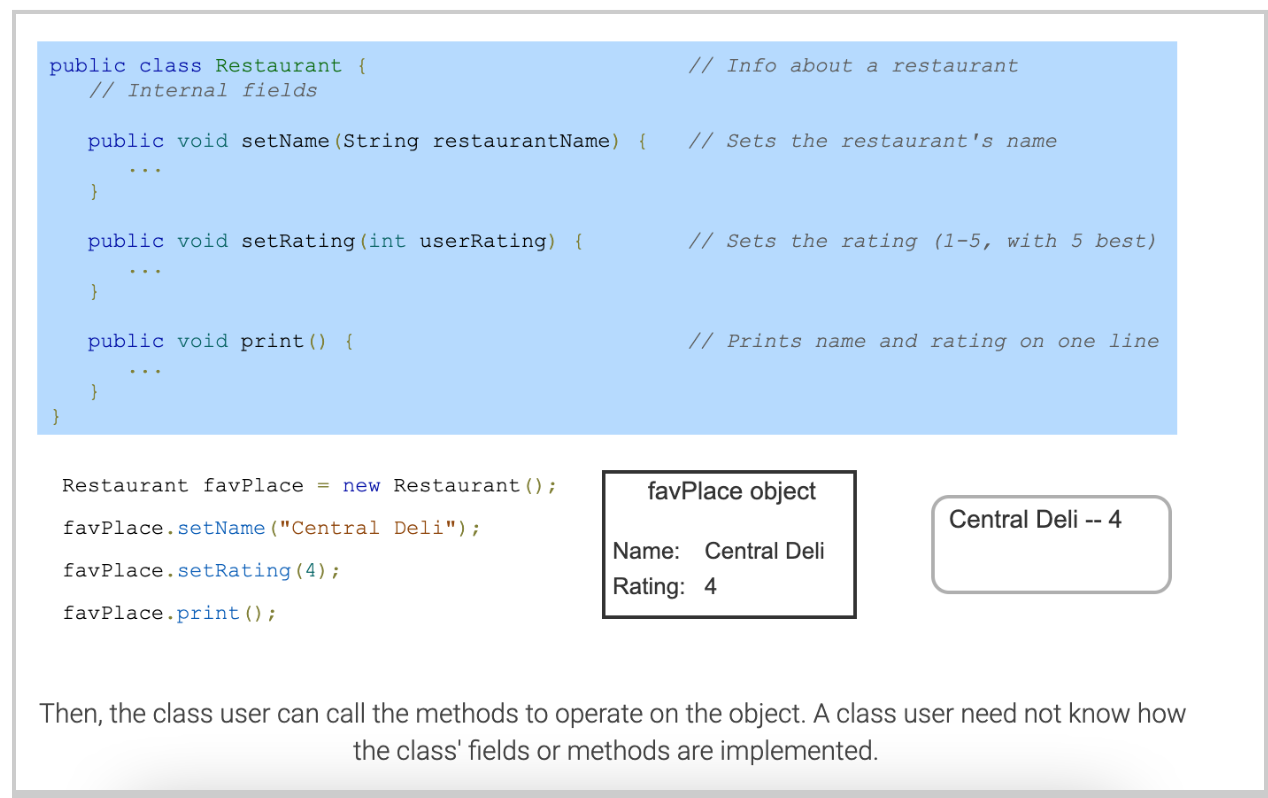 public class Restaurant {                          // Info about a restaurant
   // Internal fields
   public void setName(String restaurantName) {   // Sets the restaurant's name
      ...
   }
   public void setRating(int userRating) {        // Sets the rating (1-5, with 5 best)
      ...
   }
   public void print() {                          // Prints name and rating on one line
      ...
   }
}
Restaurant favPlace = new Restaurant();
favPlace.setName("Central Deli");
favPlace.setRating(4);
favPlace.print();
favPlace object
Name: Central Deli
Rating: 4
Central Deli -- 4
Then, the class user can call the methods to operate on the object. A class user need not know how
the class' fields or methods are implemented.